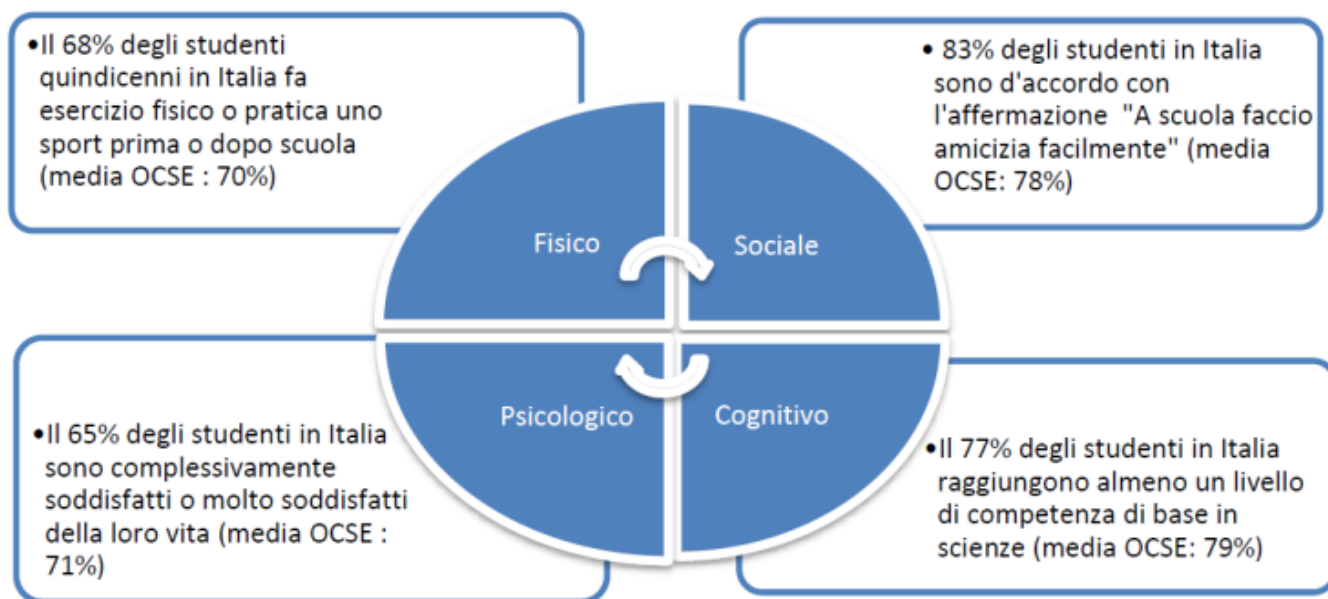 •Il 68% degli studenti
quindicenni in Italia fa
esercizio fisico o pratica uno
sport prima o dopo scuola
(media OCSE : 70%)
• 83% degli studenti in Italia
sono d'accordo con
l'affermazione "A scuola faccio
amicizia facilmente" (media
OCSE: 78%)
Fisico
Sociale
Psicologico
Cognitivo
•Il 65% degli studenti in Italia
sono complessivamente
soddisfatti o molto soddisfatti
della loro vita (media OCSE :
71%)
•Il 77% degli studenti in Italia
raggiungono almeno un livello
di competenza di base in
scienze (media OCSE: 79%)